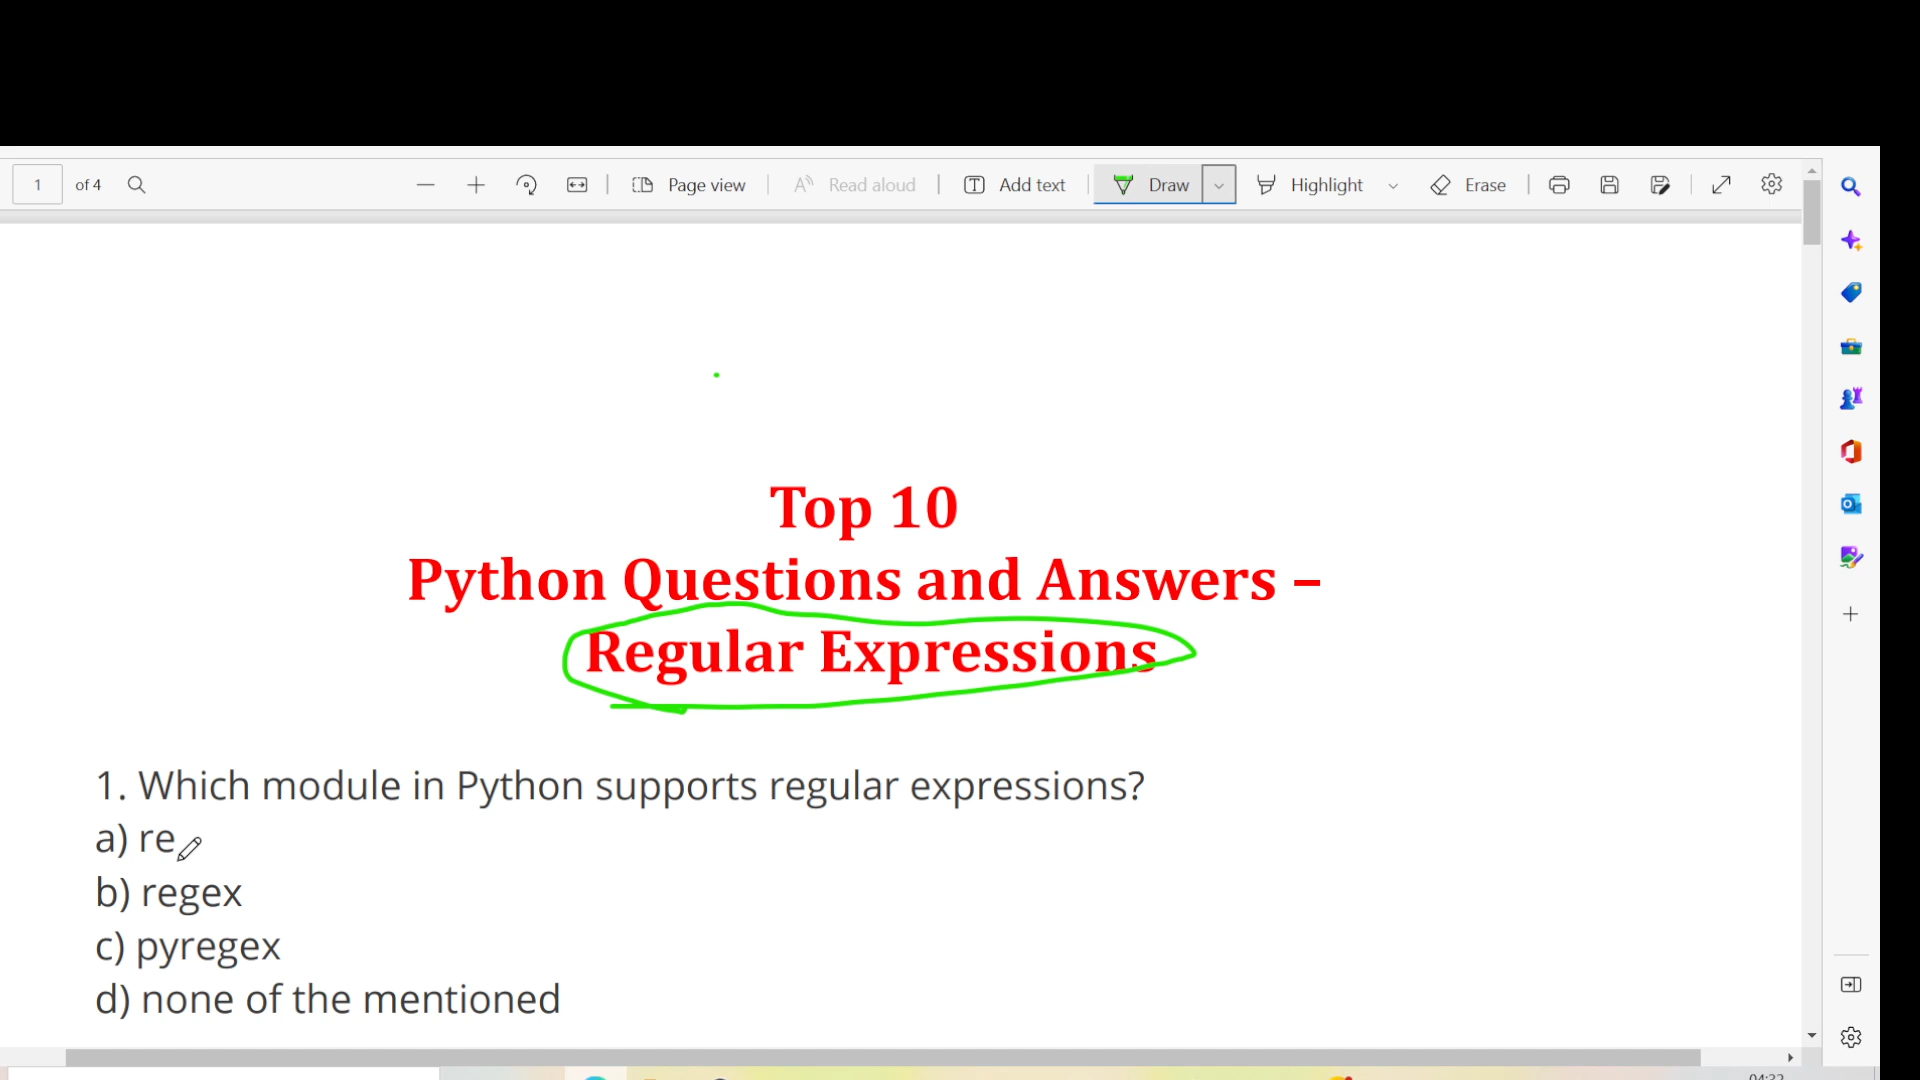 1 of 4 Page view Read aloud Add text Draw Highlight Erase
Top 10
Python Questions and Answers –
Regular Expressions
1. Which module in Python supports regular expressions?
a) re
b) regex
c) pyregex
d) none of the mentioned